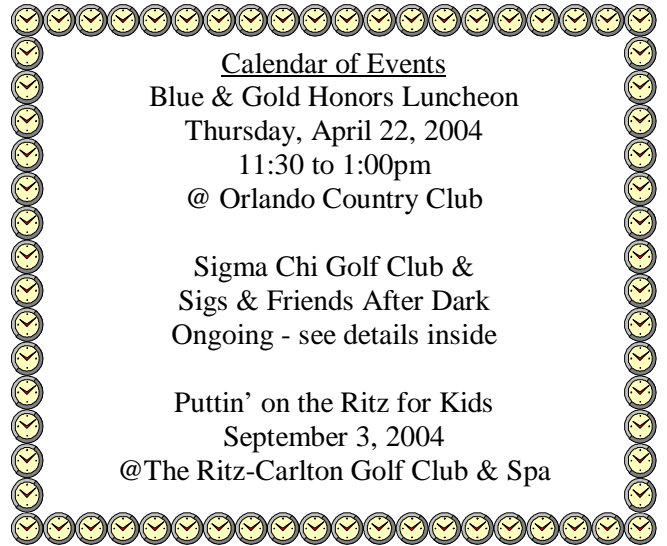 Calendar of Events
Blue & Gold Honors Luncheon
Thursday, April 22, 2004
11:30 to 1:00pm
@ Orlando Country Club
Sigma Chi Golf Club &
Sigs & Friends After Dark
Ongoing - see details inside
Puttin’ on the Ritz for Kids
September 3, 2004
@The Ritz-Carlton Golf Club & Spa